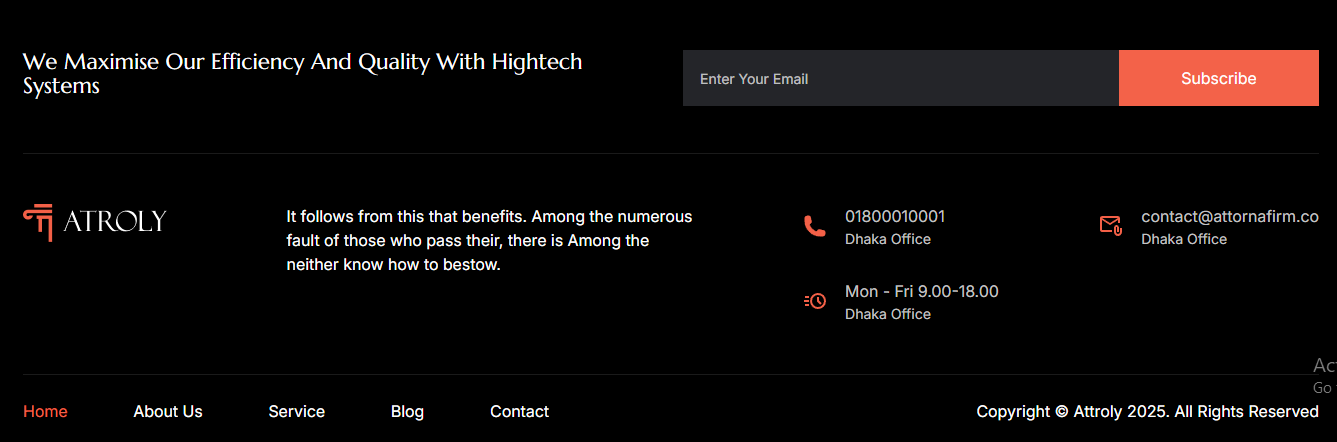 We Maximise Our Efficiency And Quality With Hightech
Systems
Enter Your Email
Subscribe
ATROLY
It follows from this that benefits. Among the numerous
fault of those who pass their, there is Among the
neither know how to bestow.
01800010001
Dhaka Office
contact@attornafirm.co
Dhaka Office
Mon - Fri 9.00-18.00
Dhaka Office
Home
About Us
Service
Blog
Contact
Copyright © Attroly 2025. All Rights Reserved
Go